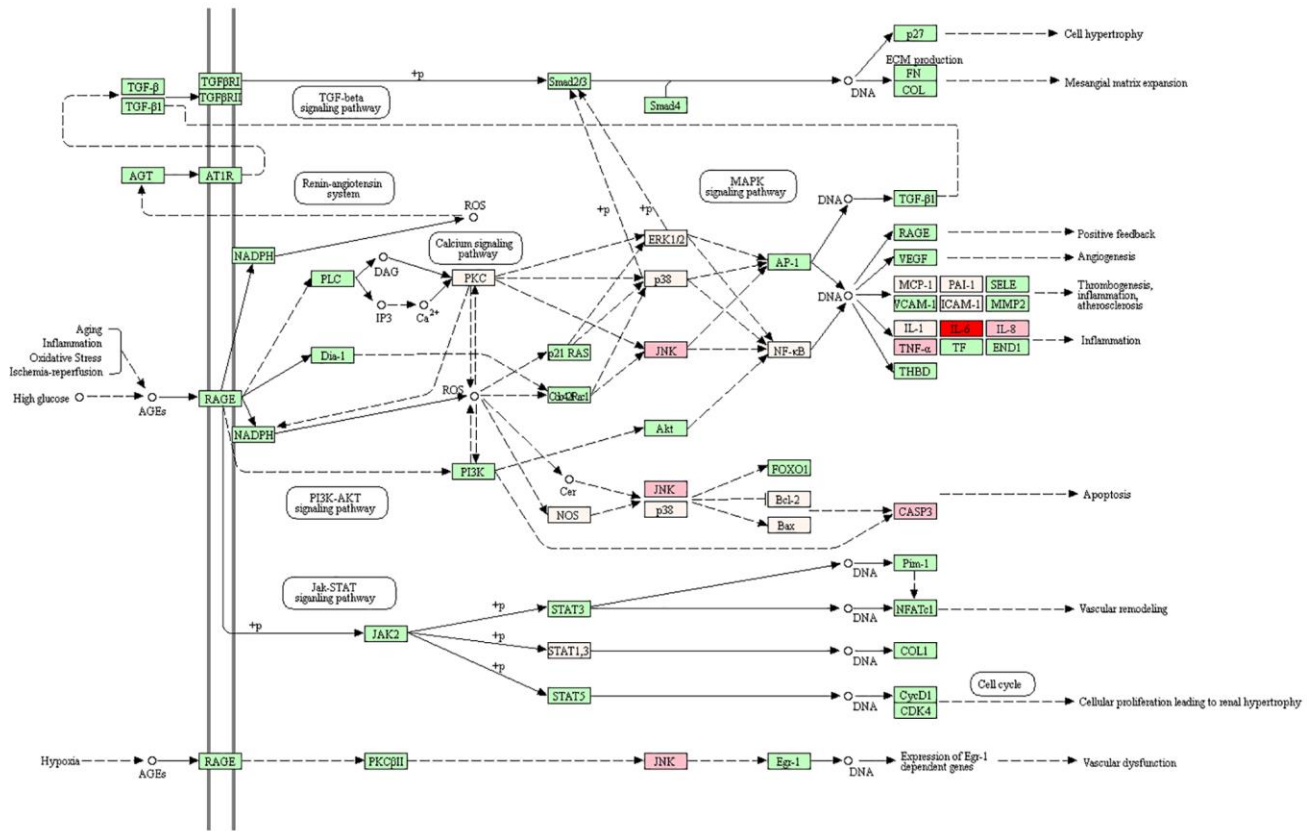 p27
Cell hypertrophy
ECM production
TGF-β
TGFβRI
+p
Smad2/3
FN
DNA
Mesangial matrix expansion
TGF-β1
TGFβRII
TGF-beta
signaling pathway
Smad4
COL
AGT
AT1R
Renin-angiotensin
system
MAPK
signaling pathway
DNA
TGF-β1
ROS
+p
+p
Calcium signaling
pathway
ERK1/2
RAGE
Positive feedback
NADPH
DAG
AP-1
VEGF
Angiogenesis
PLC
PKC
p38
MCP-1
PAI-1
SELE
Thrombogenesis,
inflammation,
atherosclerosis
DNA
VCAM-1
ICAM-1
MMP2
IP3
Ca2+
IL-1
IL-6
IL-8
Inflammation
Aging
Inflammation
Oxidative Stress
Ischemia-reperfusion
Dia-1
p21
RAS
JNK
NF-κB
TNF-α
TF
END1
THBD
High glucose
AGEs
RAGE
ROS
NADPH
Akt
PI3K
FOXO1
Cer
JNK
PI3K-AKT
signaling pathway
Bcl-2
Apoptosis
NOS
p38
CASP3
Bax
Jak-STAT
signaling pathway
DNA
Pim-1
+p
STAT3
DNA
NFATc1
Vascular remodeling
+p
JAK2
+p
STAT1,3
DNA
COL1
+p
Cell cycle
STAT5
DNA
CycD1
CDK4
Cellular proliferation leading to renal hypertrophy
Hypoxia
AGEs
RAGE
PKCβII
JNK
Egr-1
DNA
Expression of Egr-1
dependent genes
Vascular dysfunction